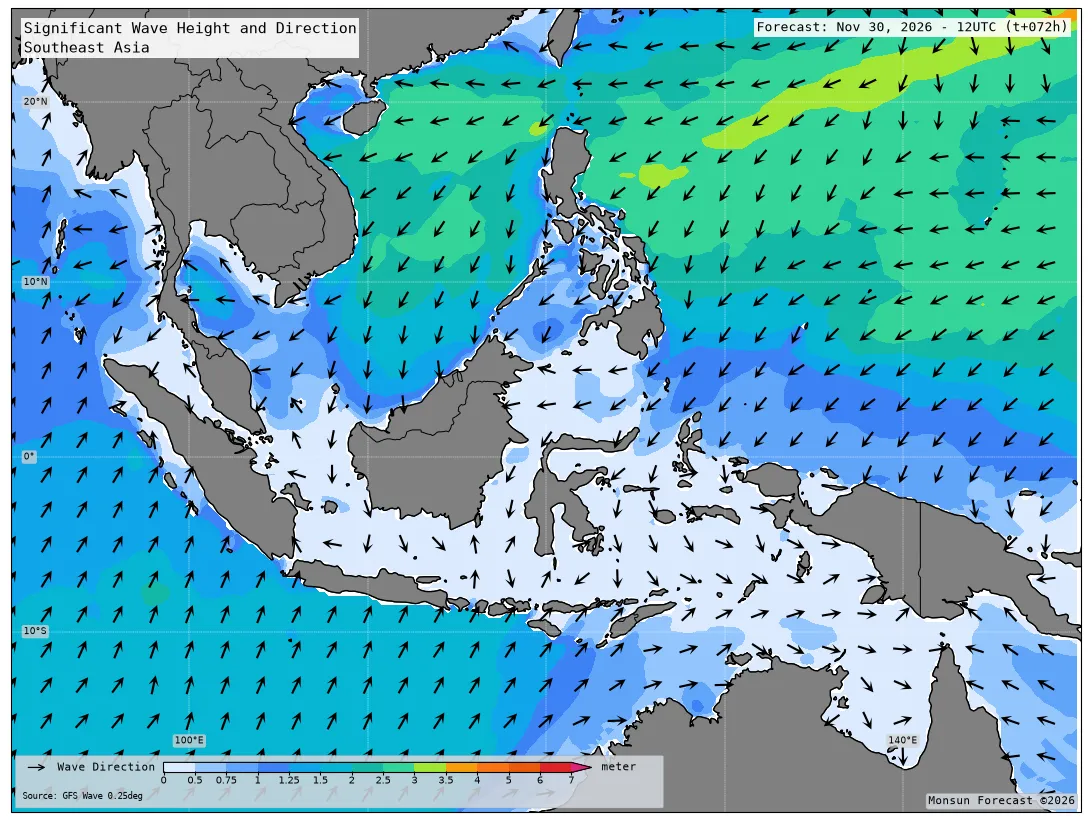 Significant Wave Height and Direction
Southeast Asia
Forecast: Nov 30, 2026 - 12UTC (t+072h)
20°N
10°N
0°
10°S
100°E
140°E
Wave Direction
meter
0 0.5 0.75 1 1.25 1.5 2 2.5 3 3.5 4 5 6 7
Source: GFS Wave 0.25deg
Monsun Forecast ©2026